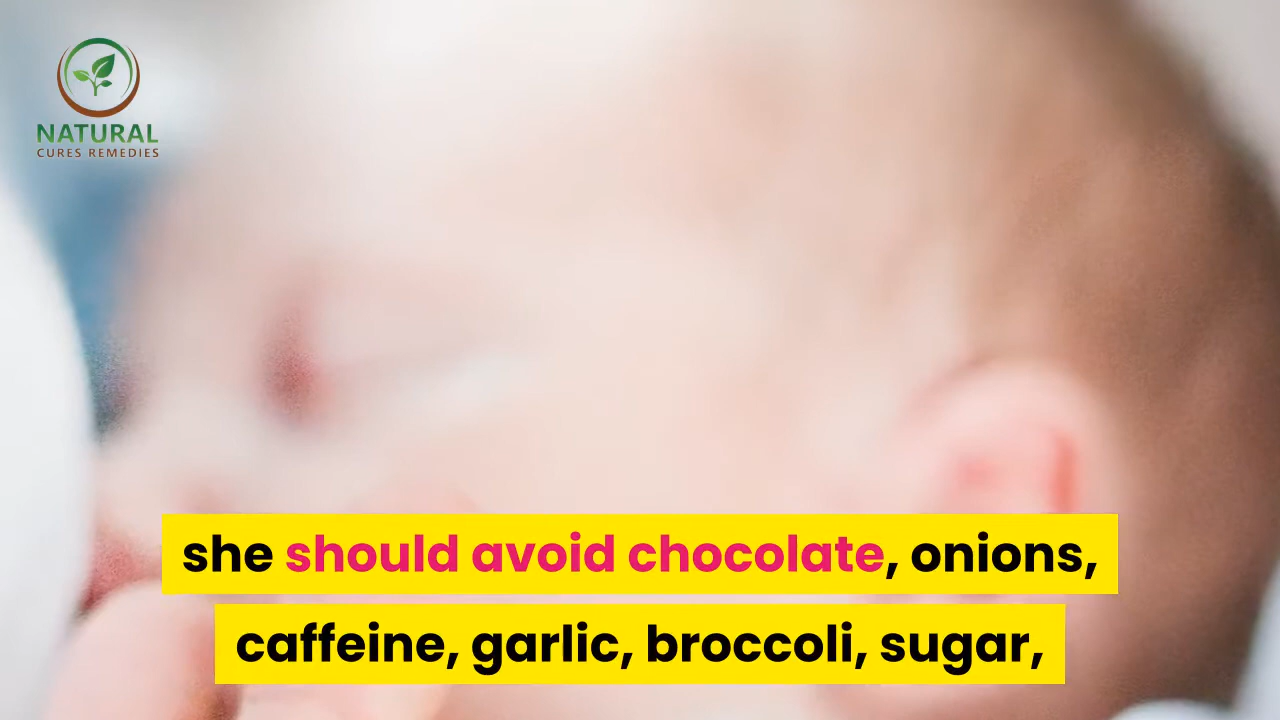 NATURAL
CURES REMEDIES
she should avoid chocolate, onions,
caffeine, garlic, broccoli, sugar,